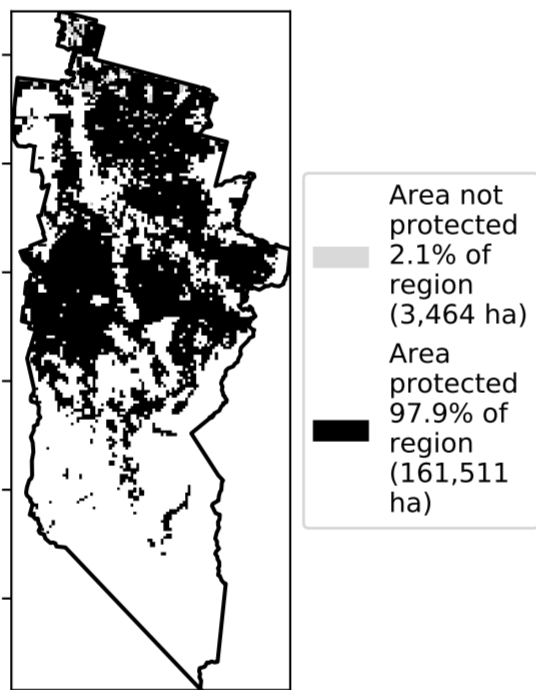 Area not
protected
2.1% of
region
(3,464 ha)
Area
protected
97.9% of
region
(161,511
ha)